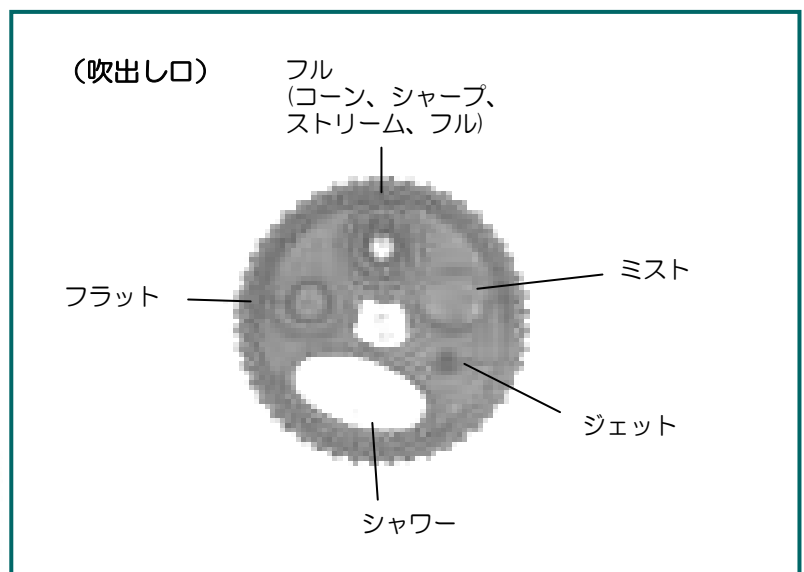 （吹出し口）
フル
(コーン、シャープ、
ストリーム、フル)
ミスト
フラット
ジェット
シャワー